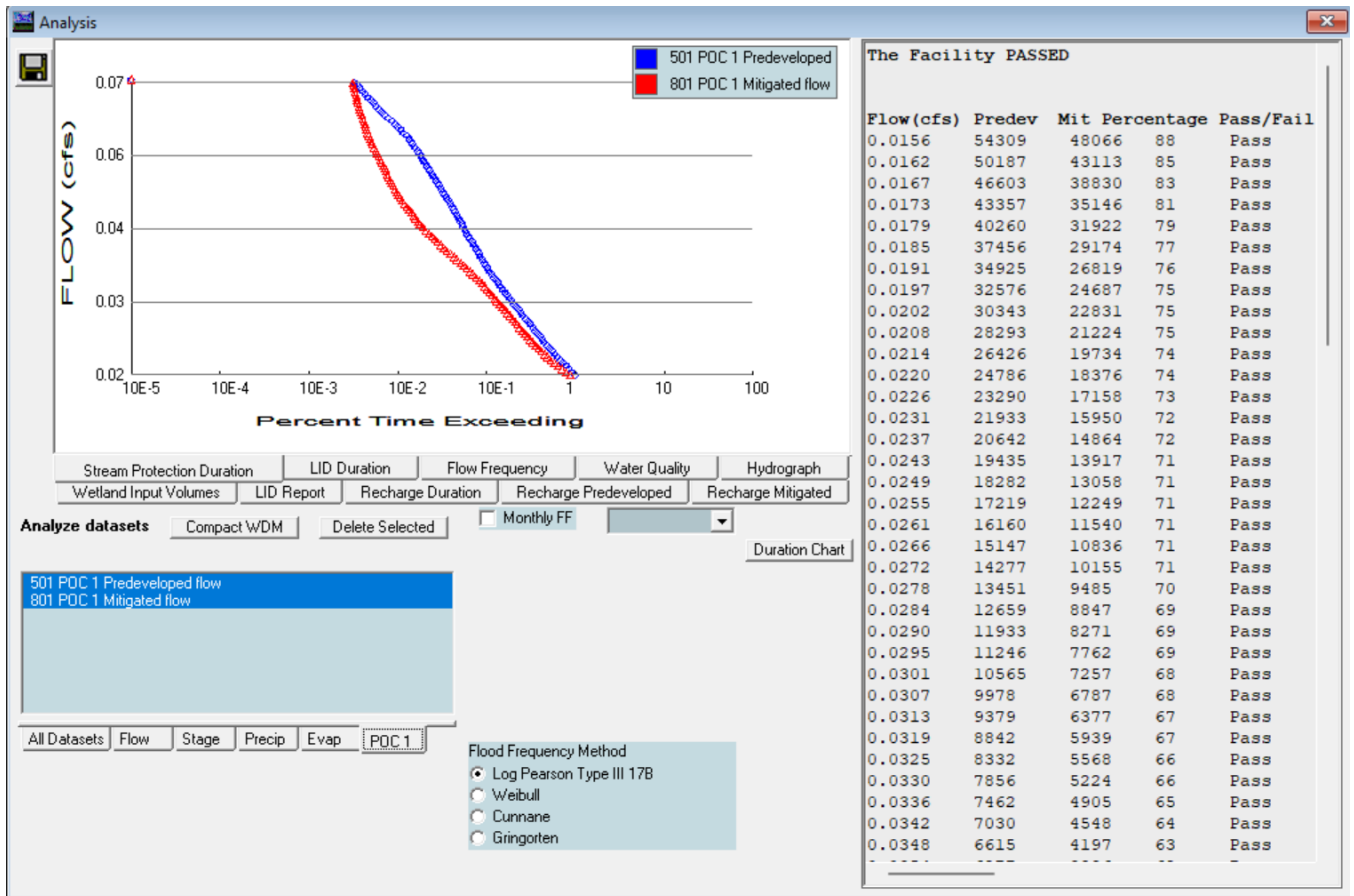 Analysis
501 POC 1 Predeveloped
801 POC 1 Mitigated flow
FLOW (cfs)
0.07
0.06
0.04
0.03
0.02
10E-5 10E-4 10E-3 10E-2 10E-1 1 10 100
Percent Time Exceeding
Stream Protection Duration LID Duration Flow Frequency Water Quality Hydrograph
Wetland Input Volumes LID Report Recharge Duration Recharge Predeveloped Recharge Mitigated
Analyze datasets Compact WDM Delete Selected Monthly FF
Duration Chart
501 POC 1 Predeveloped flow
801 POC 1 Mitigated flow
All Datasets Flow Stage Precip Evap POC 1
Flood Frequency Method
Log Pearson Type III 17B
Weibull
Cunnane
Gringorten
The Facility PASSED
Flow(cfs) Predev Mit Percentage Pass/Fail
0.0156 54309 48066 88 Pass
0.0162 50187 43113 85 Pass
0.0167 46603 38830 83 Pass
0.0173 43357 35146 81 Pass
0.0179 40260 31922 79 Pass
0.0185 37456 29174 77 Pass
0.0191 34925 26819 76 Pass
0.0197 32576 24687 75 Pass
0.0202 30343 22831 75 Pass
0.0208 28293 21224 75 Pass
0.0214 26426 19734 74 Pass
0.0220 24786 18376 74 Pass
0.0226 23290 17158 73 Pass
0.0231 21933 15950 72 Pass
0.0237 20642 14864 72 Pass
0.0243 19435 13917 71 Pass
0.0249 18282 13058 71 Pass
0.0255 17219 12249 71 Pass
0.0261 16160 11540 71 Pass
0.0266 15147 10836 71 Pass
0.0272 14277 10155 71 Pass
0.0278 13451 9485 70 Pass
0.0284 12659 8847 69 Pass
0.0290 11933 8271 69 Pass
0.0295 11246 7762 69 Pass
0.0301 10565 7257 68 Pass
0.0307 9978 6787 68 Pass
0.0313 9379 6377 67 Pass
0.0319 8842 5939 67 Pass
0.0325 8332 5568 66 Pass
0.0330 7856 5224 66 Pass
0.0336 7462 4905 65 Pass
0.0342 7030 4548 64 Pass
0.0348 6615 4197 63 Pass